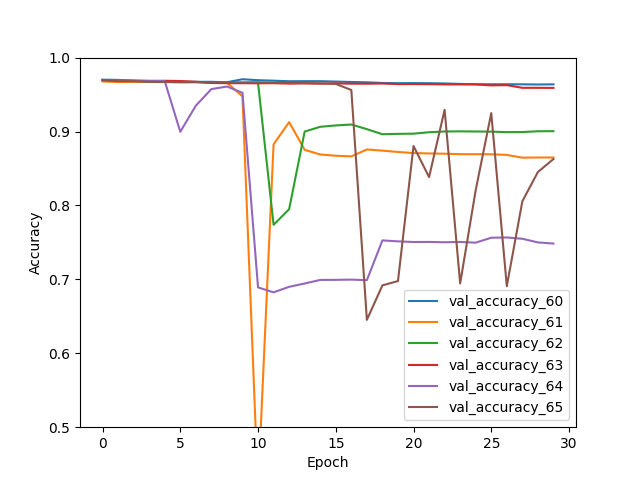 1.0
0.9
0.8
0.7
0.6
0.5
Accuracy
0 5 10 15 20 25 30
Epoch
val_accuracy_60
val_accuracy_61
val_accuracy_62
val_accuracy_63
val_accuracy_64
val_accuracy_65